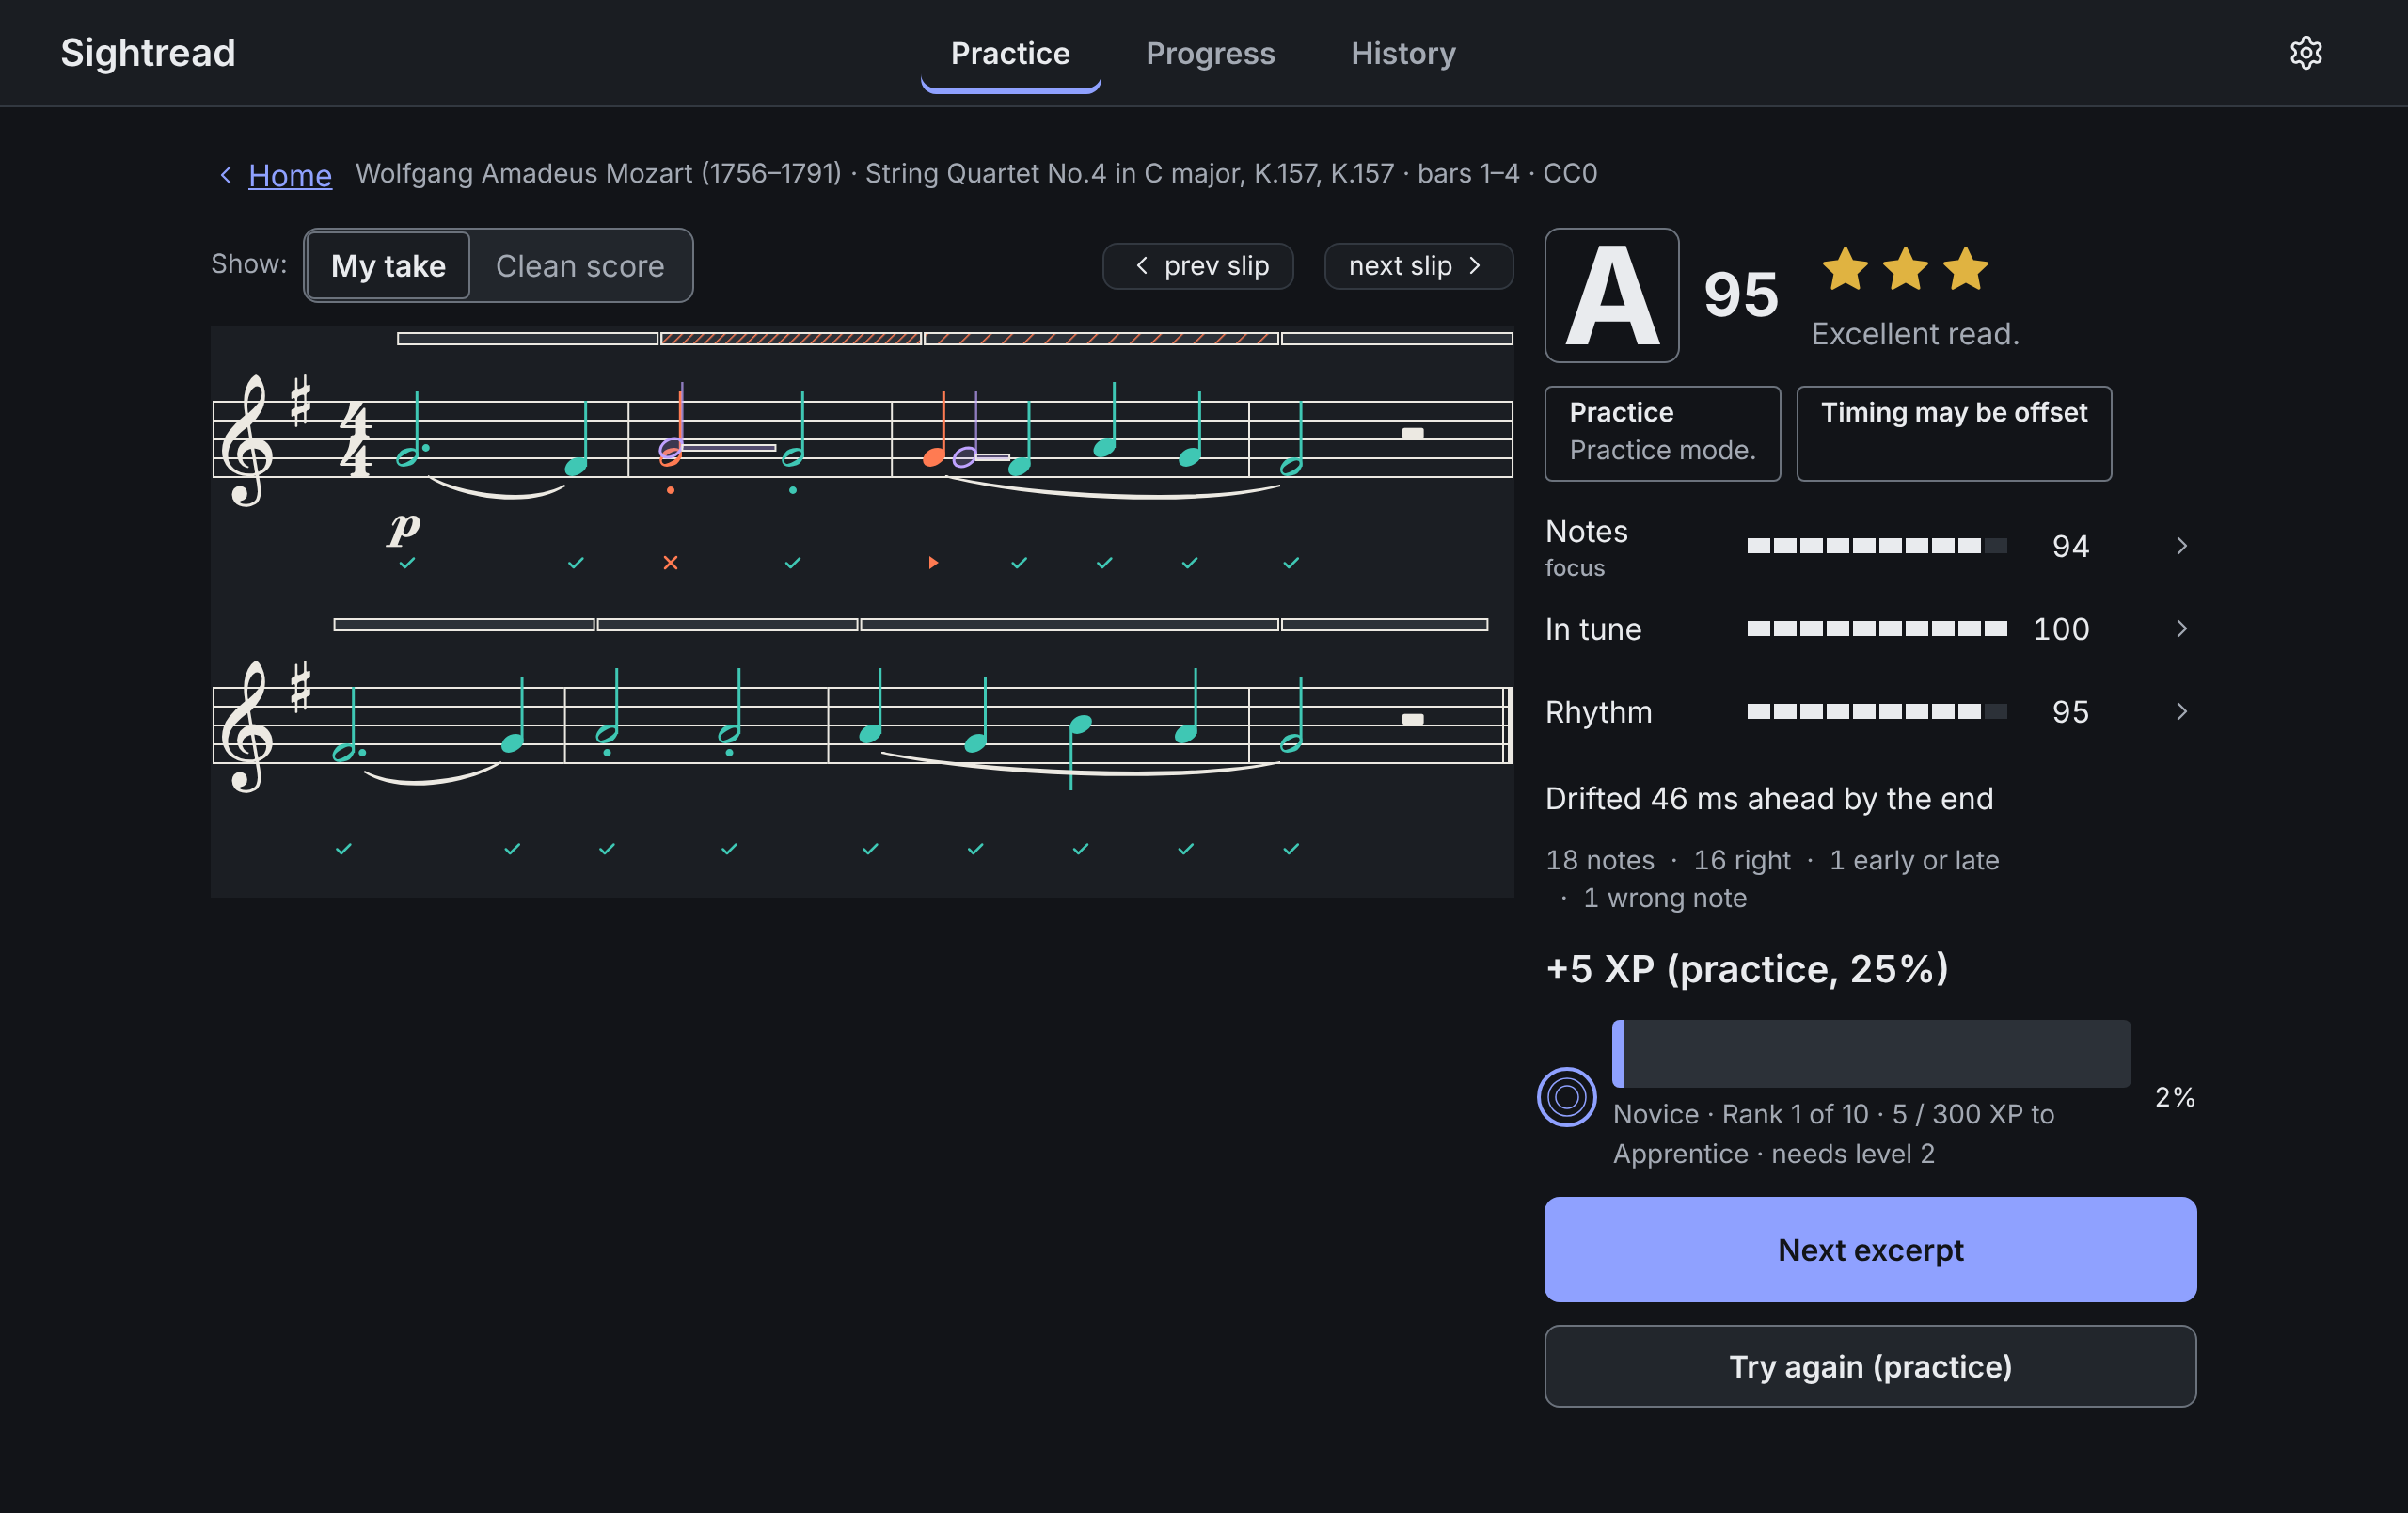 Sightread
Practice
Progress
History
Home
Wolfgang Amadeus Mozart (1756–1791) · String Quartet No.4 in C major, K.157, K.157 · bars 1–4 · CC0
Show:
My take
Clean score
prev slip
next slip
A
95
Excellent read.
Practice
Practice mode.
Timing may be offset
4
4
p
Notes
focus
94
In tune
100
Rhythm
95
Drifted 46 ms ahead by the end
18 notes · 16 right · 1 early or late
· 1 wrong note
+5 XP (practice, 25%)
Novice · Rank 1 of 10 · 5 / 300 XP to
Apprentice · needs level 2
2%
Next excerpt
Try again (practice)